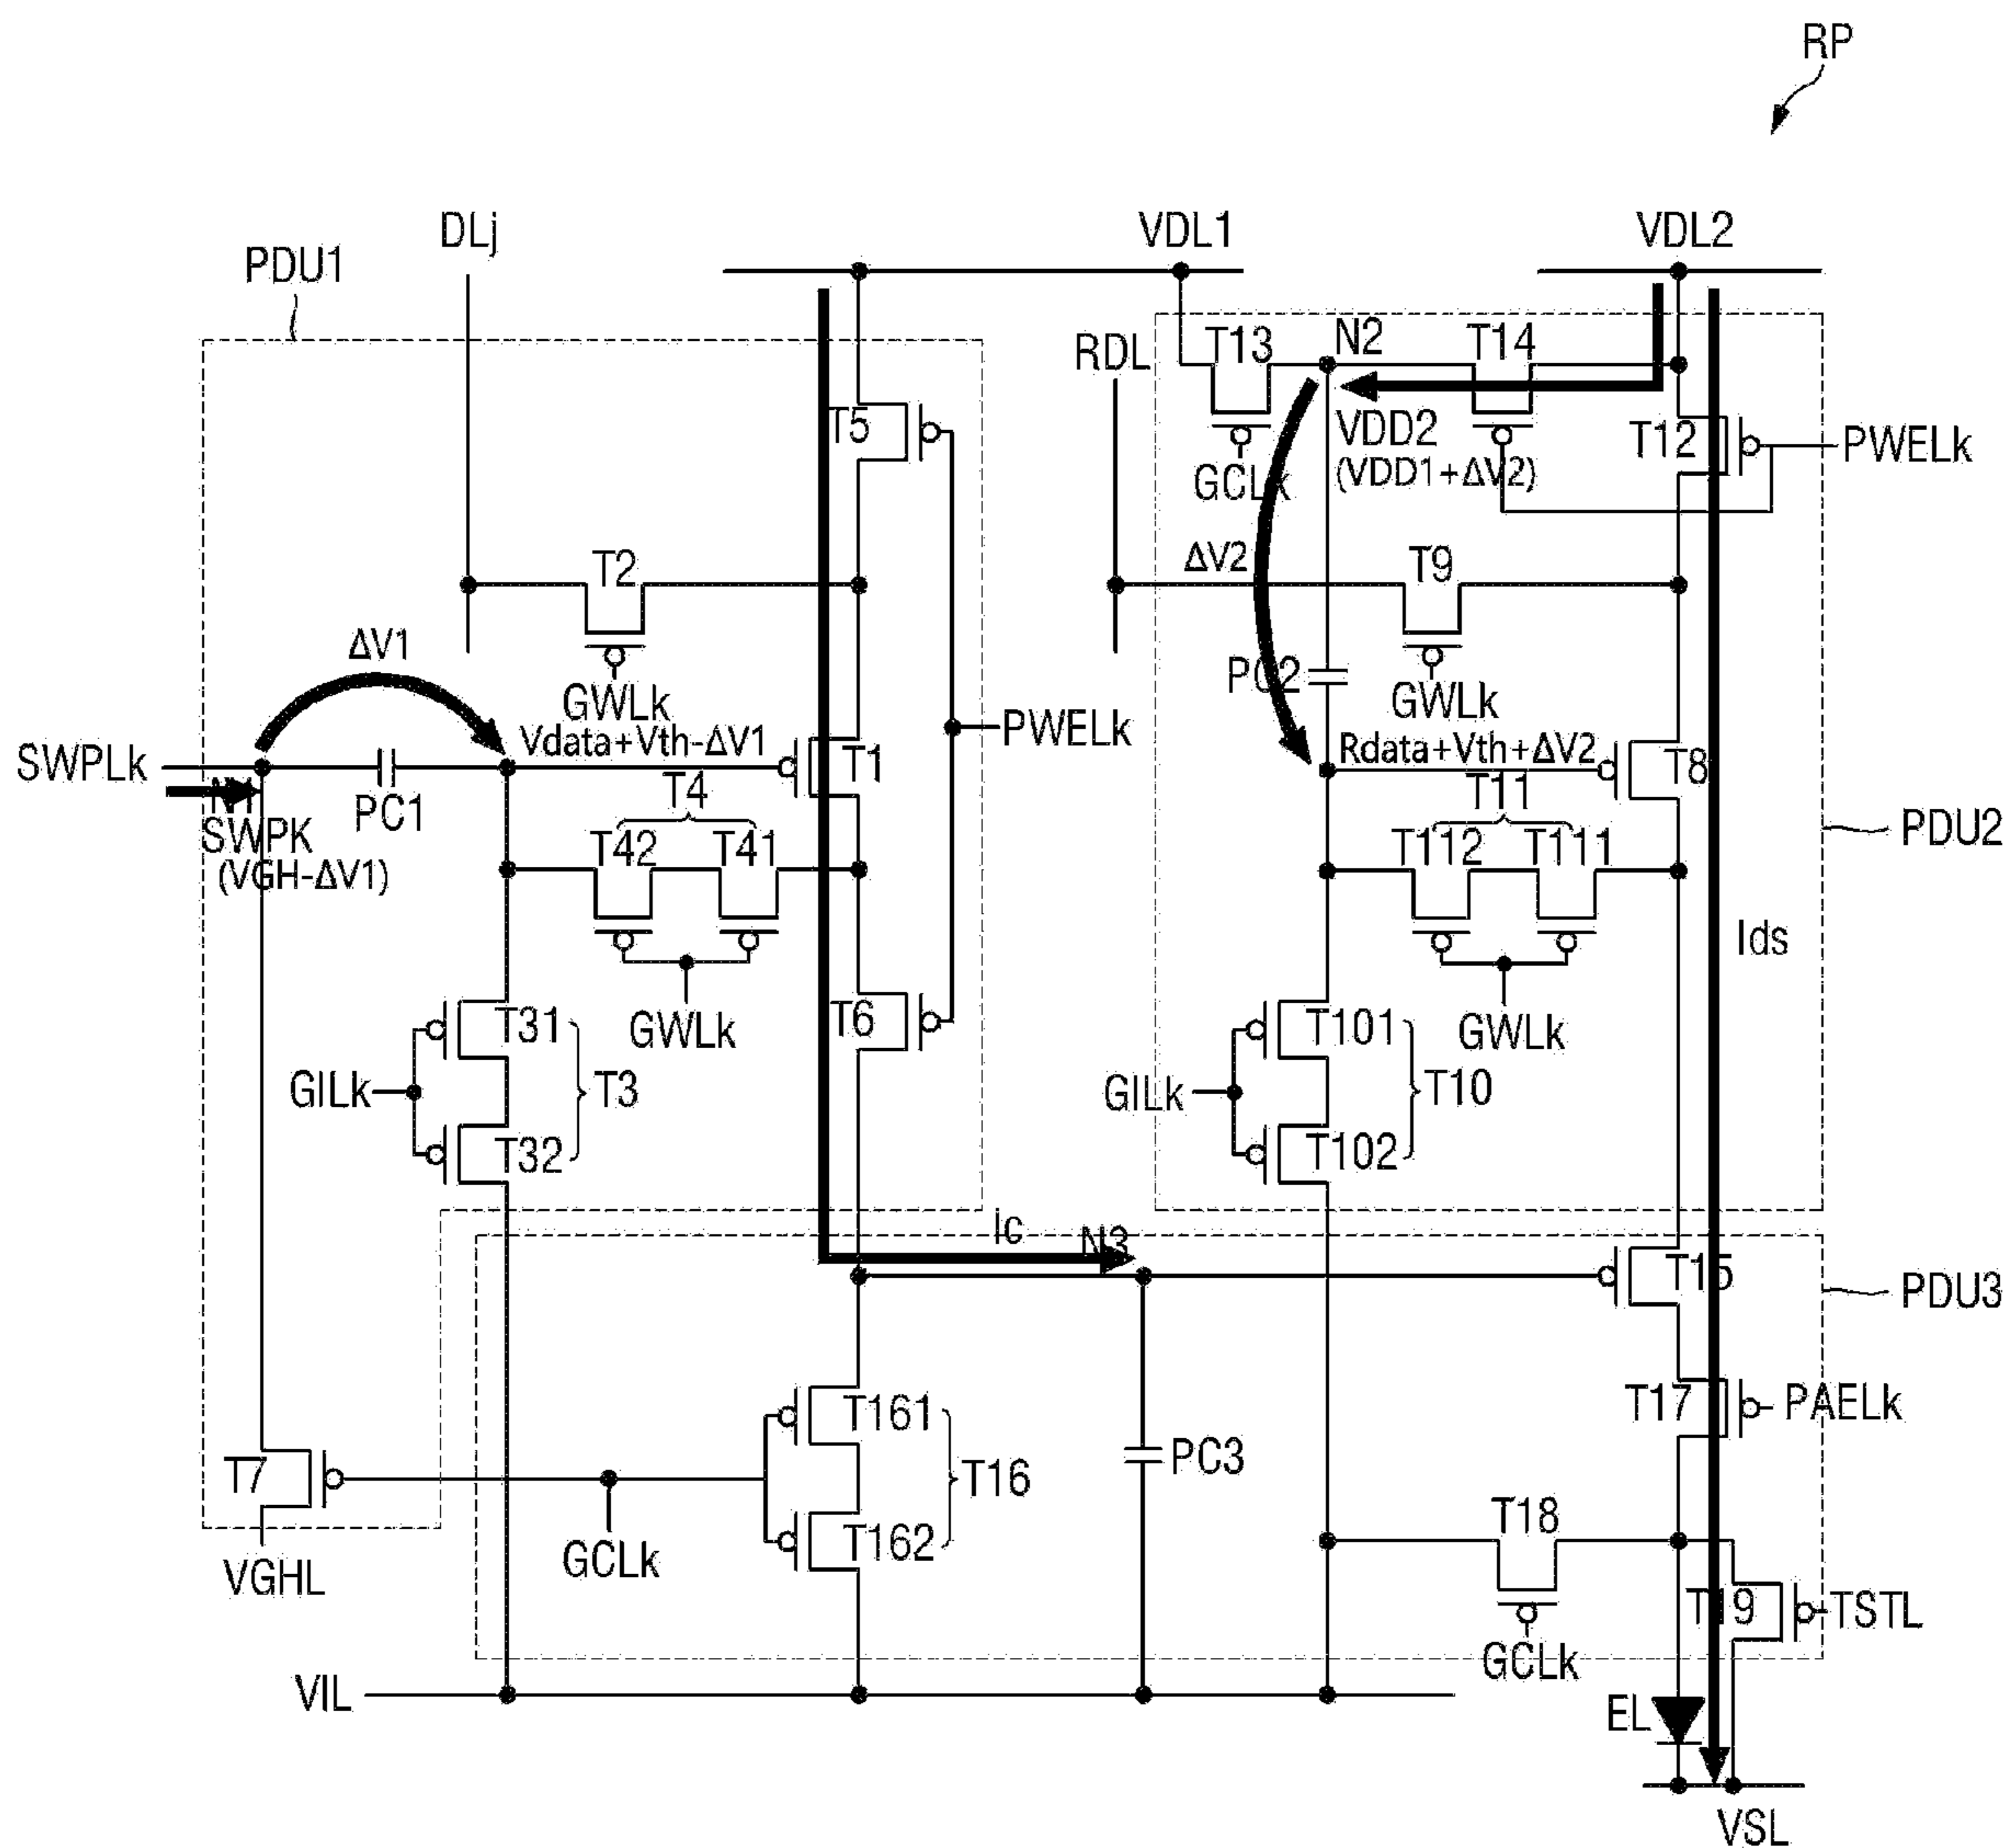 RP
DLj
VDL1
VDL2
PDU1
RDL
T13
N2
T14
T5
VDD2
(VDD1+ΔV2)
T12
PWELk
GCLk
T2
ΔV2
T9
ΔV1
GWLk
PC2
GWLk
Vdata+Vth-ΔV1
PWELk
Rdata+Vth+ΔV2
SWPLk
T1
T8
N1
PC1
T4
T11
SWPK
(VGH-ΔV1)
T42
T41
T112
T111
PDU2
Ids
T31
GWLk
T6
T101
GWLk
GILk
T3
GILk
T10
T32
T102
Ic
N3
T15
PDU3
T161
T17
PAELk
T7
T16
PC3
T162
T18
GCLk
VGHL
T19
TSTL
GCLk
VIL
EL
VSL